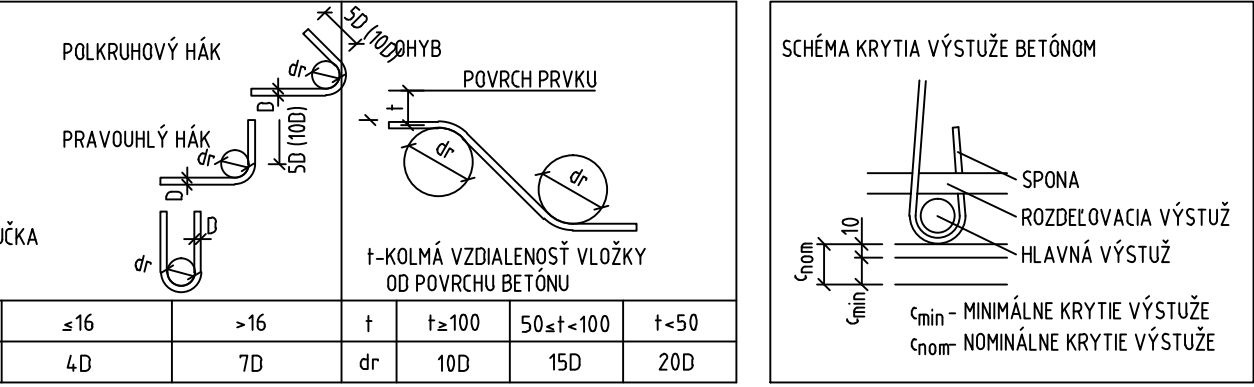 POLKRUHOVÝ HÁK
5D (10D)
dr
D
PRAVOUHLÝ HÁK
5D (10D)
dr
D
UČKA
D
dr
OHYB
POVRCH PRVKU
t
dr
dr
t-KOLMÁ VZDIALENOSŤ VLOŽKY
OD POVRCHU BETÓNU
≤16 >16 t t≥100 50≤t<100 t<50
4D 7D dr 10D 15D 20D
SCHÉMA KRYTIA VÝSTUŽE BETÓNOM
SPONA
ROZDEĽOVACIA VÝSTUŽ
HLAVNÁ VÝSTUŽ
10
cnom
cmin
cmin - MINIMÁLNE KRYTIE VÝSTUŽE
cnom- NOMINÁLNE KRYTIE VÝSTUŽE